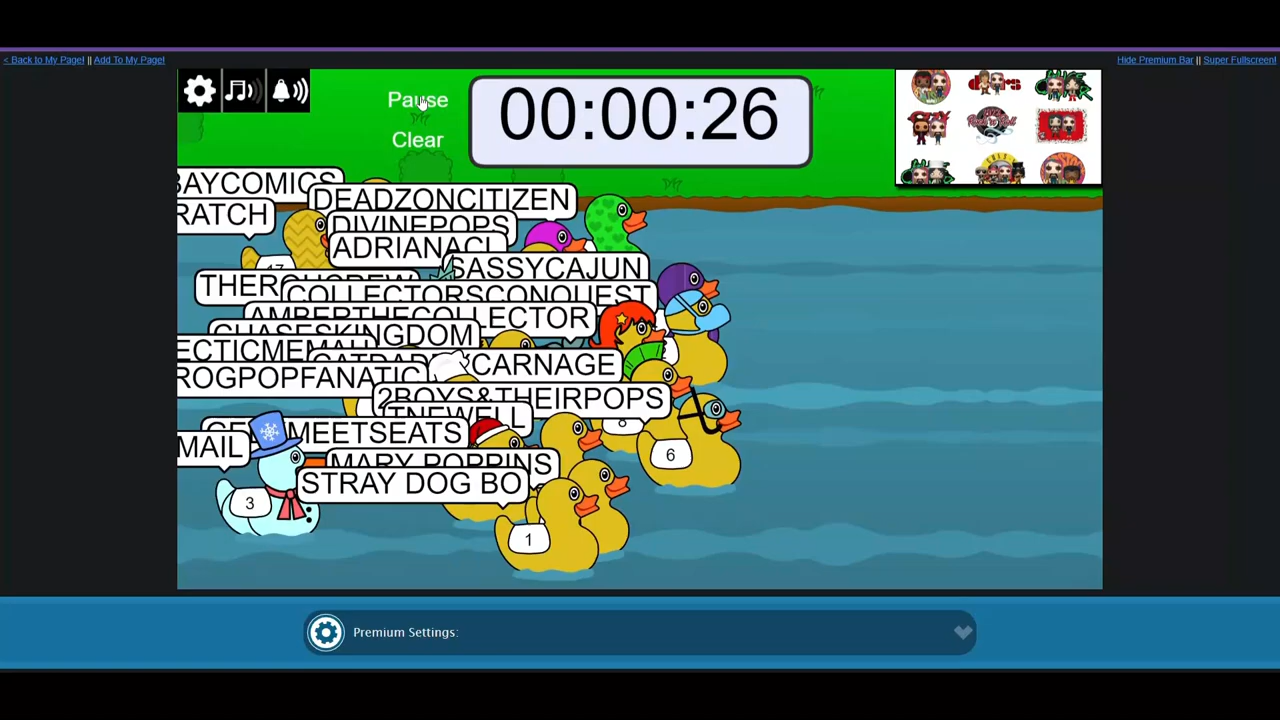 < Back to My Page! || Add To My Page!
Hide Premium Bar || Super Fullscreen!
Pause
Clear
00:00:26
BAYCOMICS
DEADZONCITIZEN
RATCH
DIVINEPOPS
ADRIANACI
17
SASSYCAJUN
COLLECTORSCONQUEST
AMBERTHECOLLECTOR
CHASESKINGDOM
CARNAGE
ROGPOPFANATIC
2BOYS&THEIRPOPS
TNEWELL
MEETSEATS
6
MAIL
MARY POPPINS
STRAY DOG BO
3
1
Premium Settings: